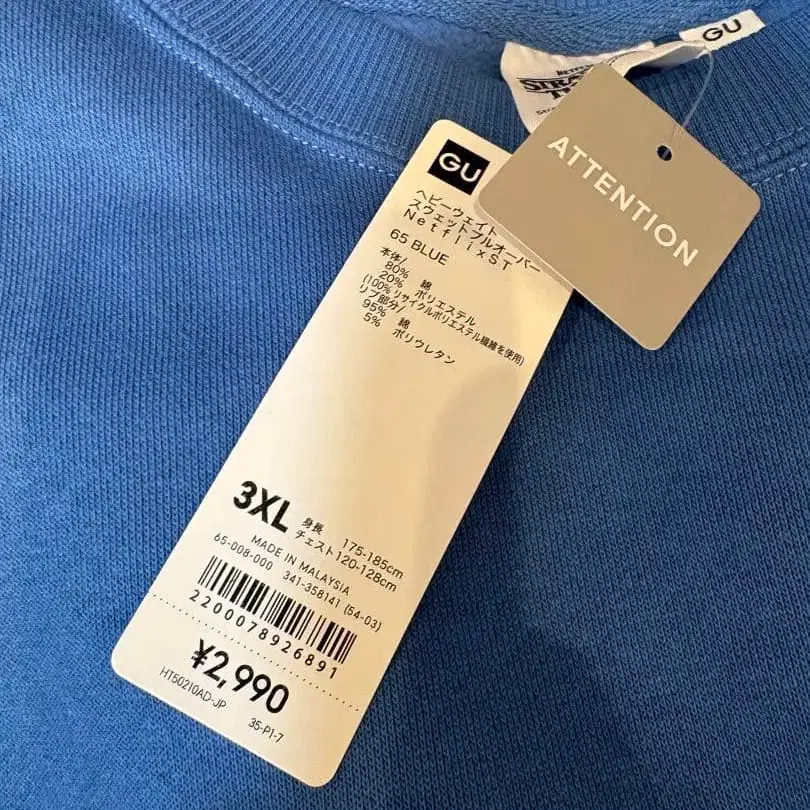 GU
NETFLIX
GU
ATTENTION
ヘビーウェイト
スウェットプルオーバー
Netflix ST
65 BLUE
本体/
80% 綿
20% ポリエステル
(100%リサイクルポリエステル繊維を使用)
リブ部分/
95% 綿
5% ポリウレタン
3XL
身長 175-185cm
チェスト120-128cm
MADE IN MALAYSIA
65-008-000 341-358141 (54-03)
2200078926891
¥2,990
HT50210AD-JP 35-P1-7